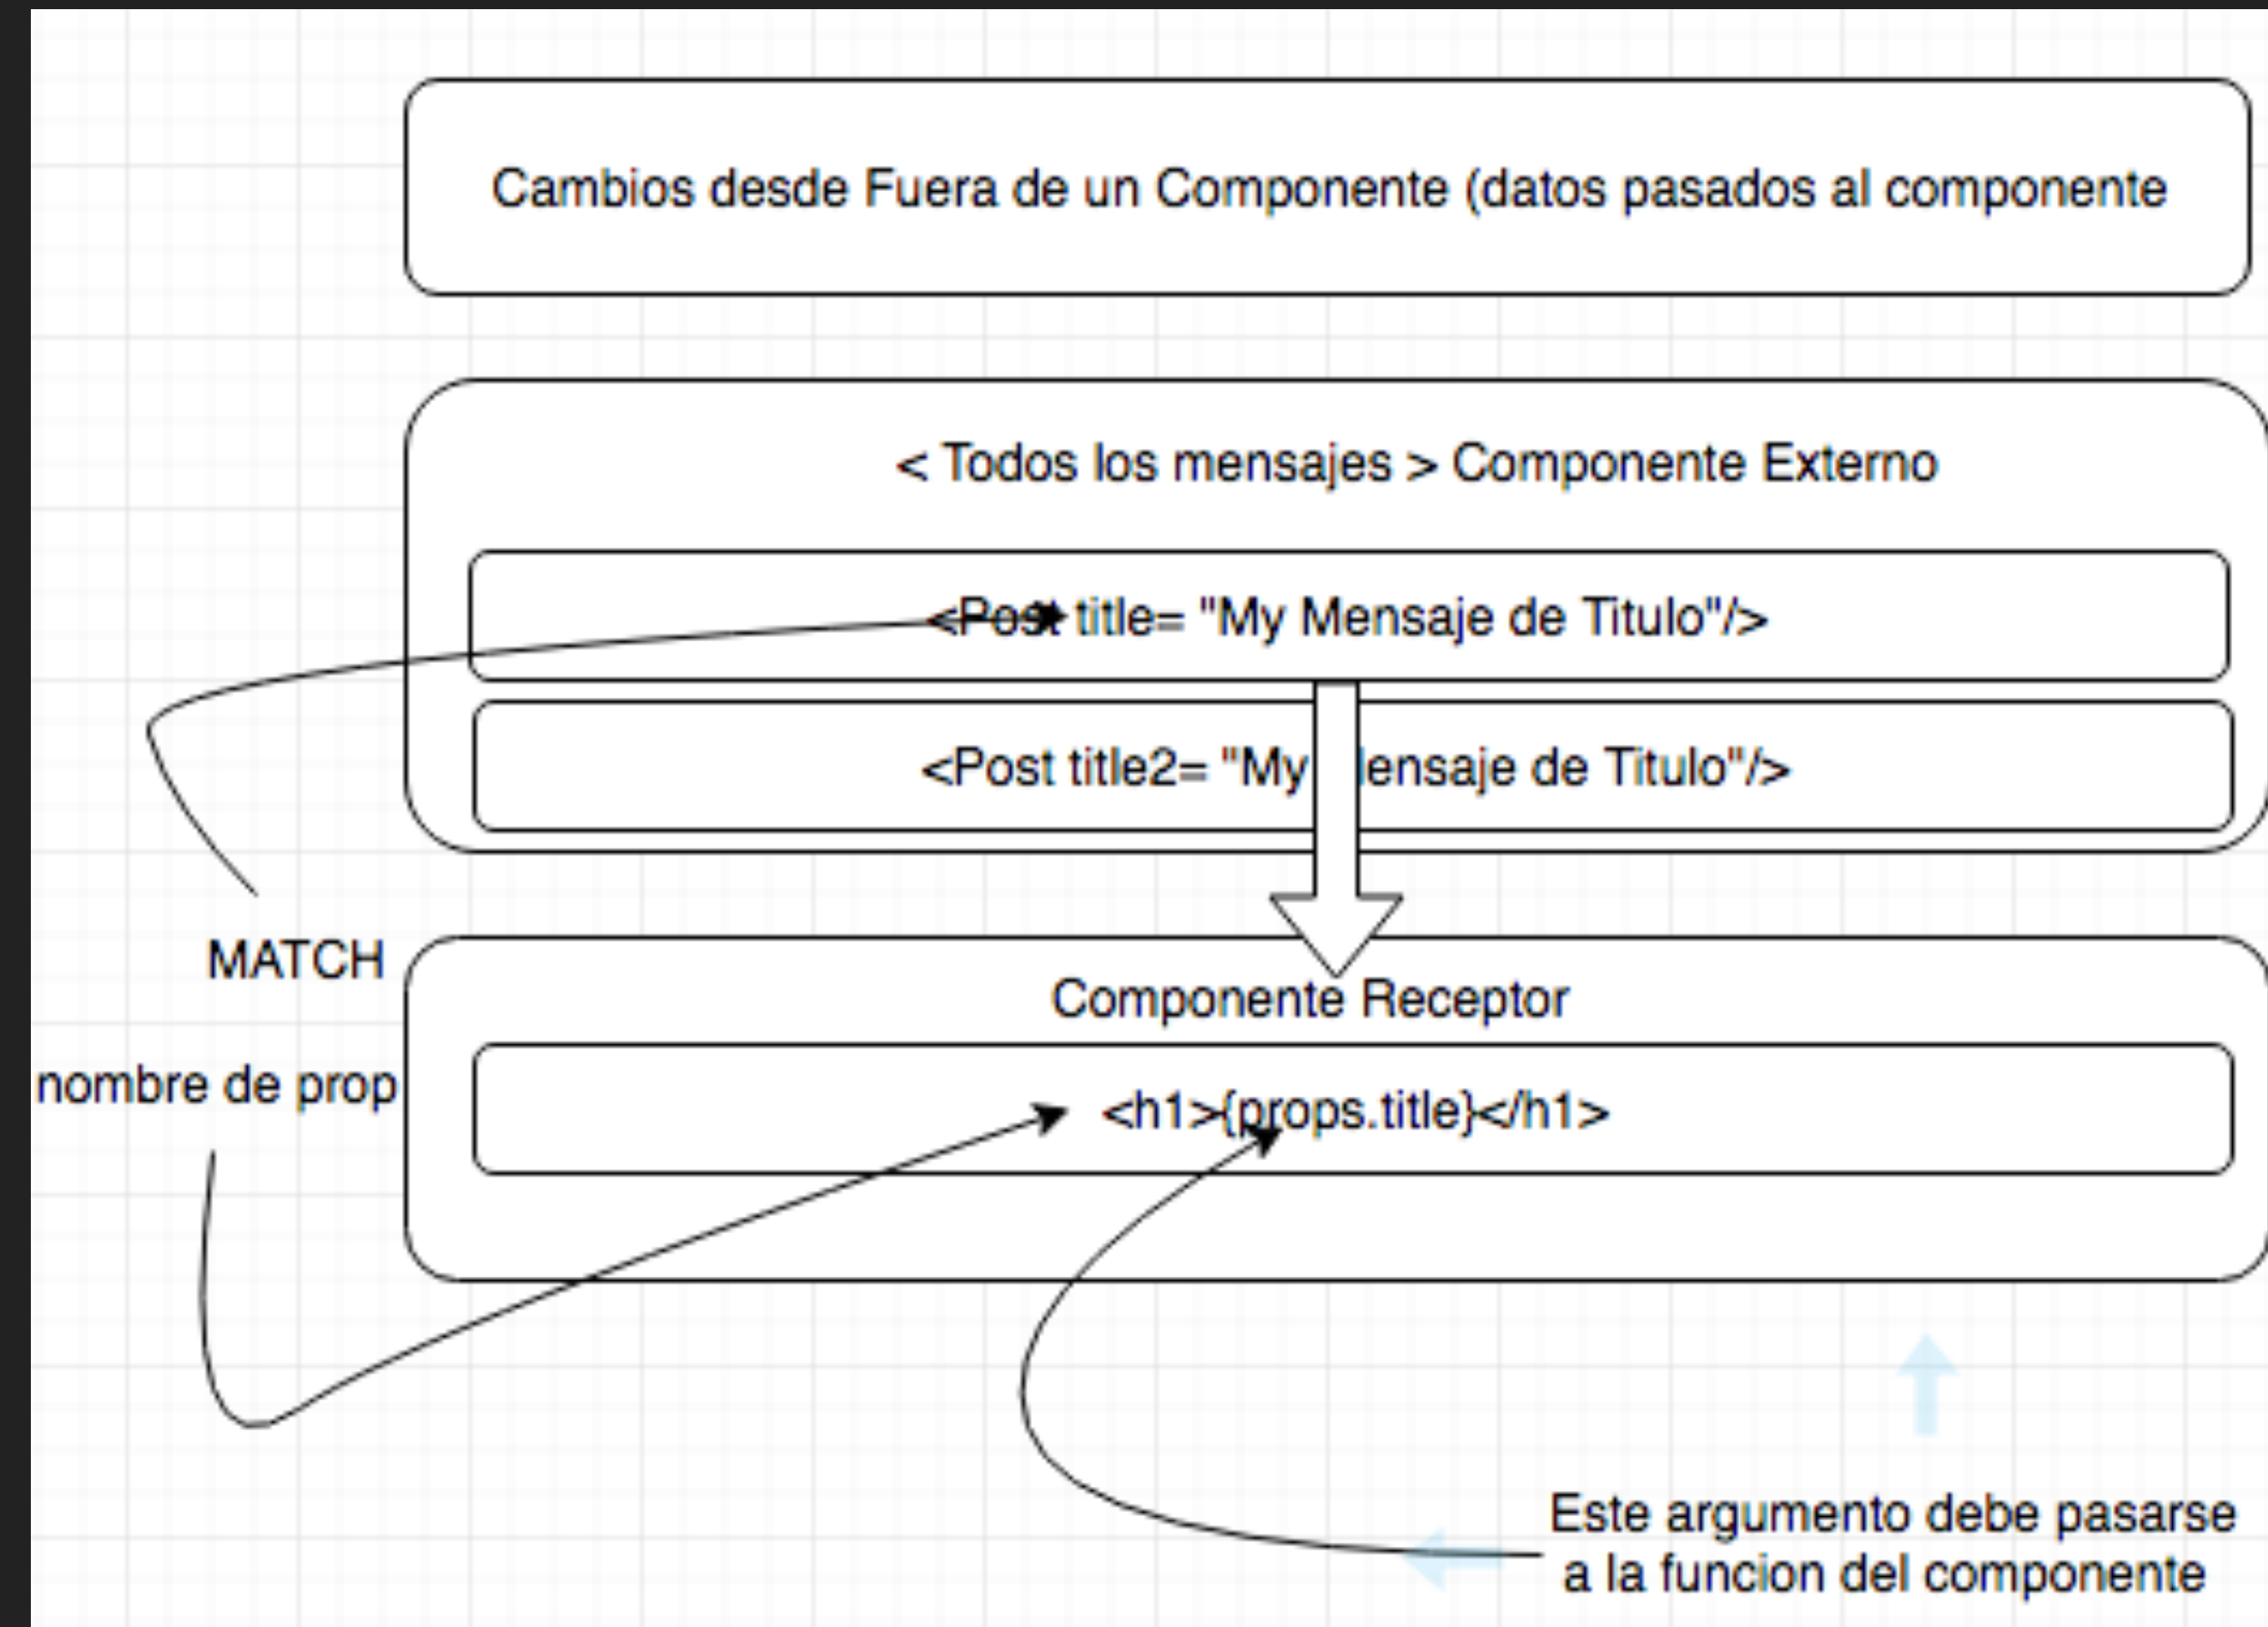 Cambios desde Fuera de un Componente (datos pasados al componente
< Todos los mensajes > Componente Externo
<Post title= "My Mensaje de Titulo"/>
<Post title2= "My ensaje de Titulo"/>
MATCH
nombre de prop
Componente Receptor
<h1>{props.title}</h1>
Este argumento debe pasarse
a la funcion del componente